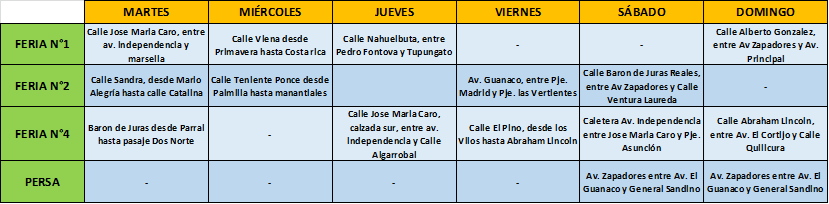 MARTES MIÉRCOLES JUEVES VIERNES SÁBADO DOMINGO
FERIA N°1
Calle Jose Maria Caro, entre
av. independencia y
marsella
Calle Viena desde
Primavera hasta Costa rica
Calle Nahuelbuta, entre
Pedro Fontova y Tupungato
-
-
Calle Alberto Gonzalez,
entre Av Zapadores y Av.
Principal
FERIA N°2
Calle Sandra, desde Mario
Alegría hasta calle Catalina
Calle Teniente Ponce desde
Palmilla hasta manantiales
Av. Guanaco, entre Pje.
Madrid y Pje. las Vertientes
Calle Baron de Juras Reales,
entre Av Zapadores y Calle
Ventura Laureda
-
FERIA N°4
Baron de Juras desde Parral
hasta pasaje Dos Norte
-
Calle Jose Maria Caro,
calzada sur, entre av.
independencia y Calle
Algarrobal
Calle El Pino, desde los
Vilos hasta Abraham Lincoln
Caletera Av. Independencia
entre Jose Maria Caro y Pje.
Asunción
Calle Abraham Lincoln,
entre Av. El Cortijo y Calle
Quilicura
PERSA
-
-
-
-
Av. Zapadores entre Av. El
Guanaco y General Sandino
Av. Zapadores entre Av. El
Guanaco y General Sandino